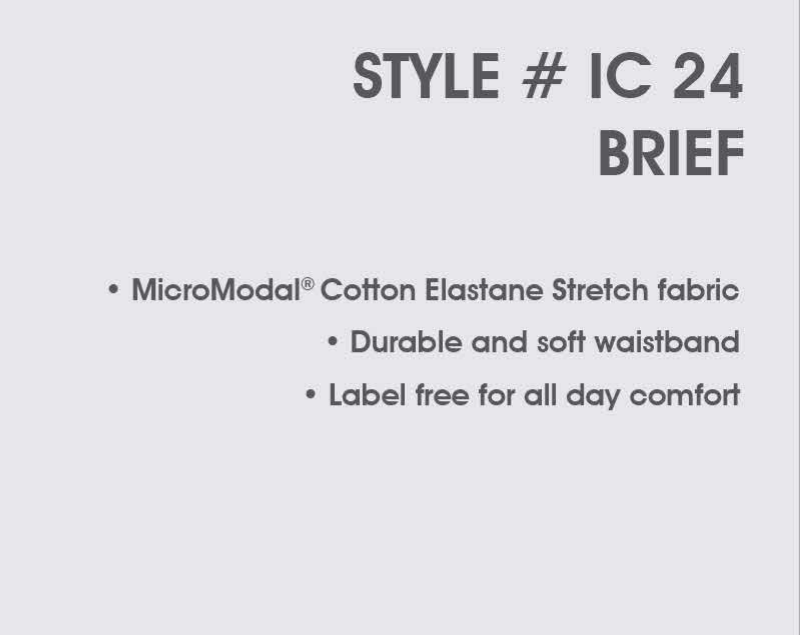 STYLE # IC 24
BRIEF
• MicroModal® Cotton Elastane Stretch fabric
• Durable and soft waistband
• Label free for all day comfort